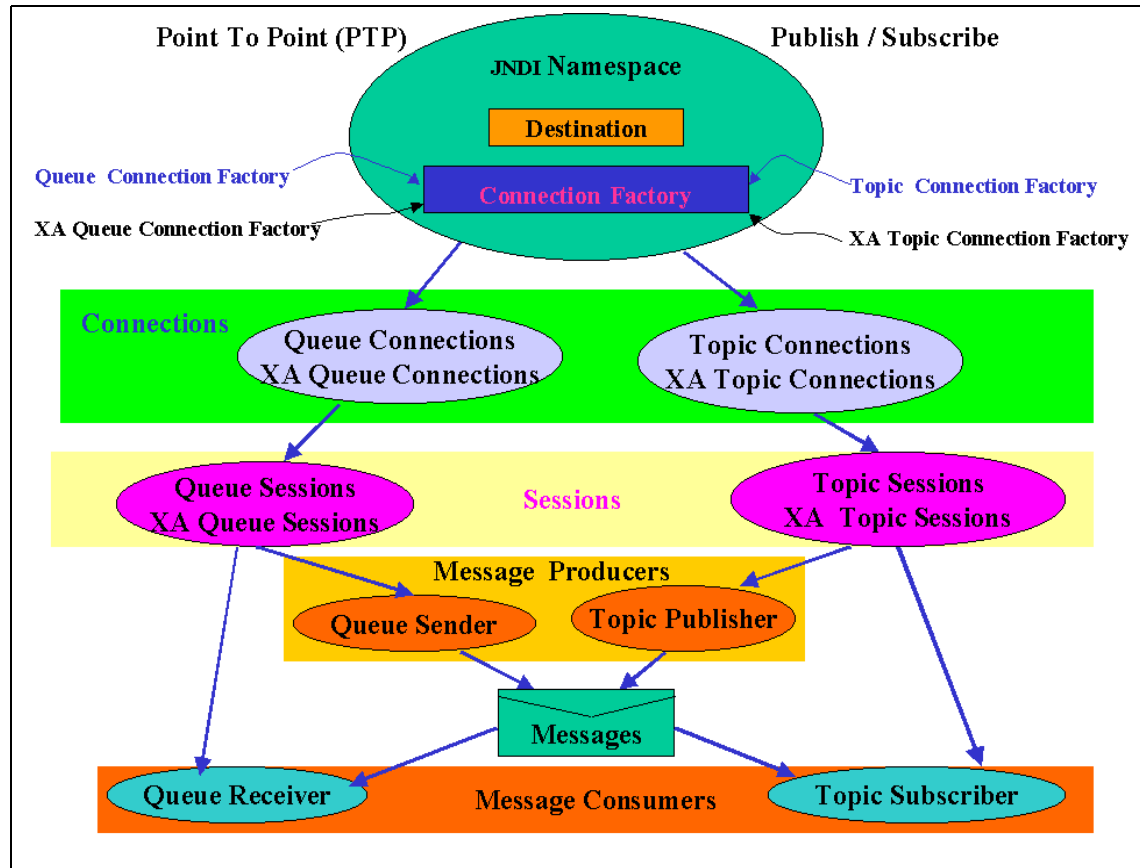 Point To Point (PTP)
Publish / Subscribe
JNDI Namespace
Destination
Queue Connection Factory
Connection Factory
Topic Connection Factory
XA Queue Connection Factory
XA Topic Connection Factory
Connections
Queue Connections
XA Queue Connections
Topic Connections
XA Topic Connections
Queue Sessions
XA Queue Sessions
Sessions
Topic Sessions
XA Topic Sessions
Message Producers
Queue Sender
Topic Publisher
Messages
Queue Receiver
Message Consumers
Topic Subscriber